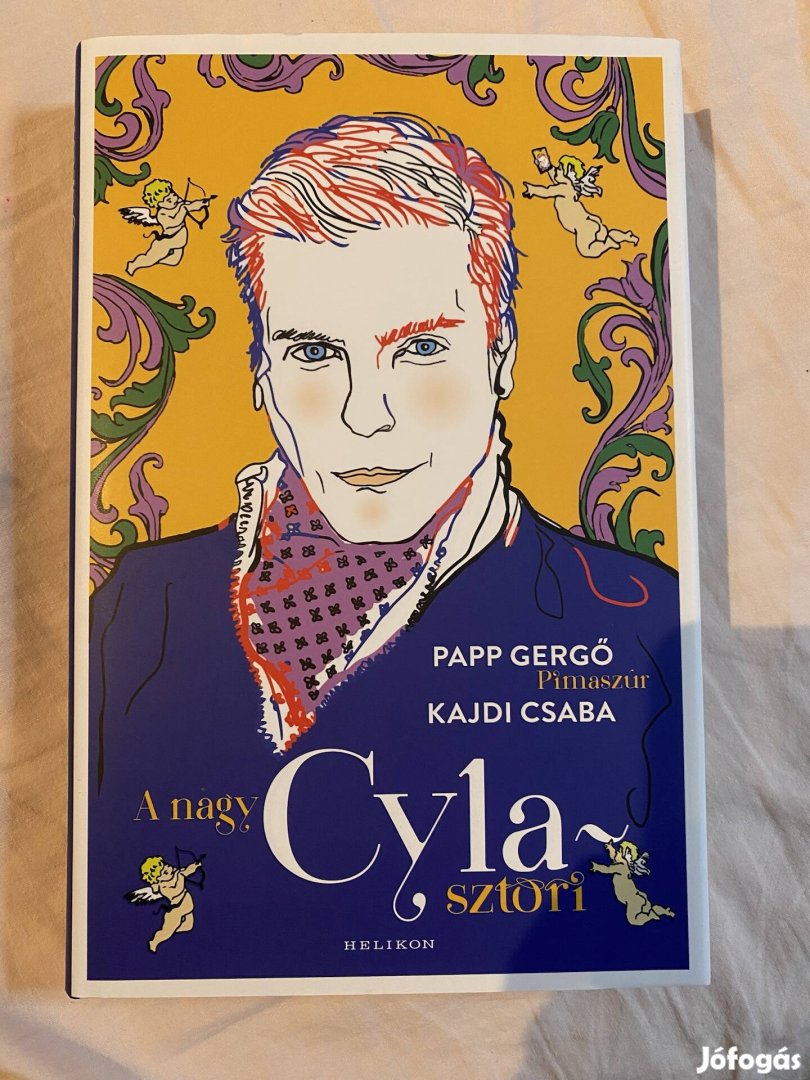 PAPP GERGŐ
Pimaszúr
KAJDI CSABA
A nagy
Cyla-
sztori
HELIKON
Jófogás